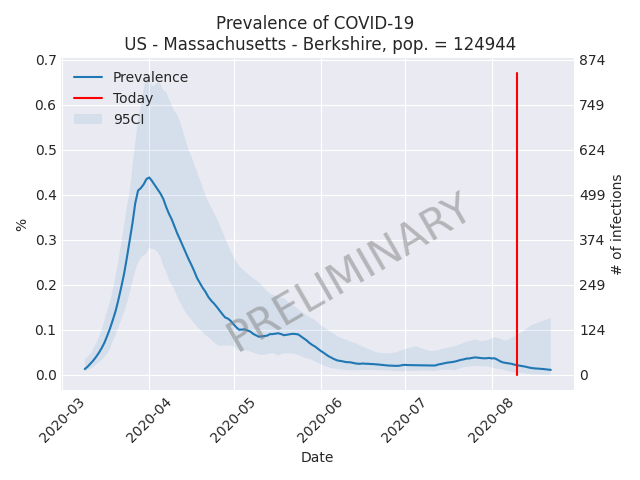 Prevalence of COVID-19
US - Massachusetts - Berkshire, pop. = 124944
Prevalence
Today
95CI
PRELIMINARY
%
0.7
0.6
0.5
0.4
0.3
0.2
0.1
0.0
874
749
624
499
374
249
124
0
# of infections
2020-03
2020-04
2020-05
2020-06
2020-07
2020-08
Date